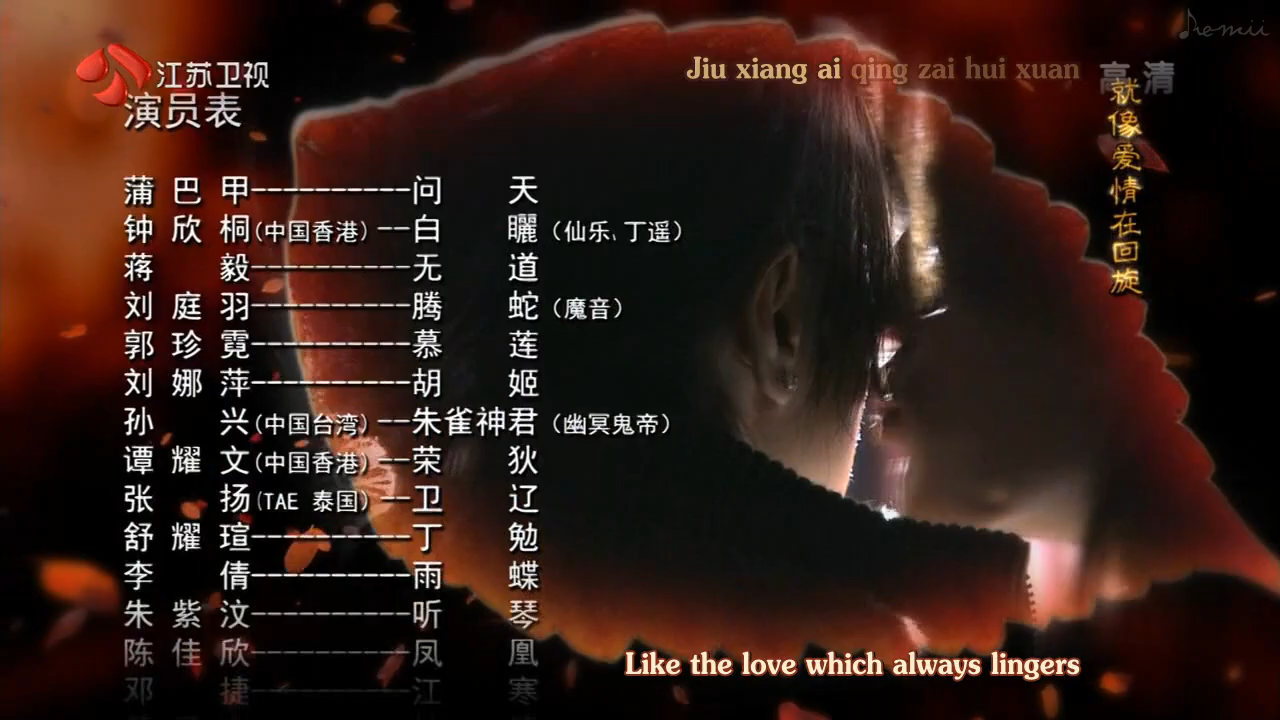 Domii
江苏卫视
高清
Jiu xiang ai qing zai hui xuan
就像爱情在回旋
演员表
蒲巴甲----------问天
钟欣桐(中国香港)--白曬(仙乐、丁遥)
蒋毅----------无道
刘庭羽----------腾蛇(魔音)
郭珍霓----------慕莲
刘娜萍----------胡姬
孙兴(中国台湾)--朱雀神君(幽冥鬼帝)
谭耀文(中国香港)--荣狄
张扬(TAE 泰国)--卫辽
舒耀瑄----------丁勉
李倩----------雨蝶
朱紫汶----------听琴
陈佳欣----------凤凰
邓捷----------江寒
Like the love which always lingers